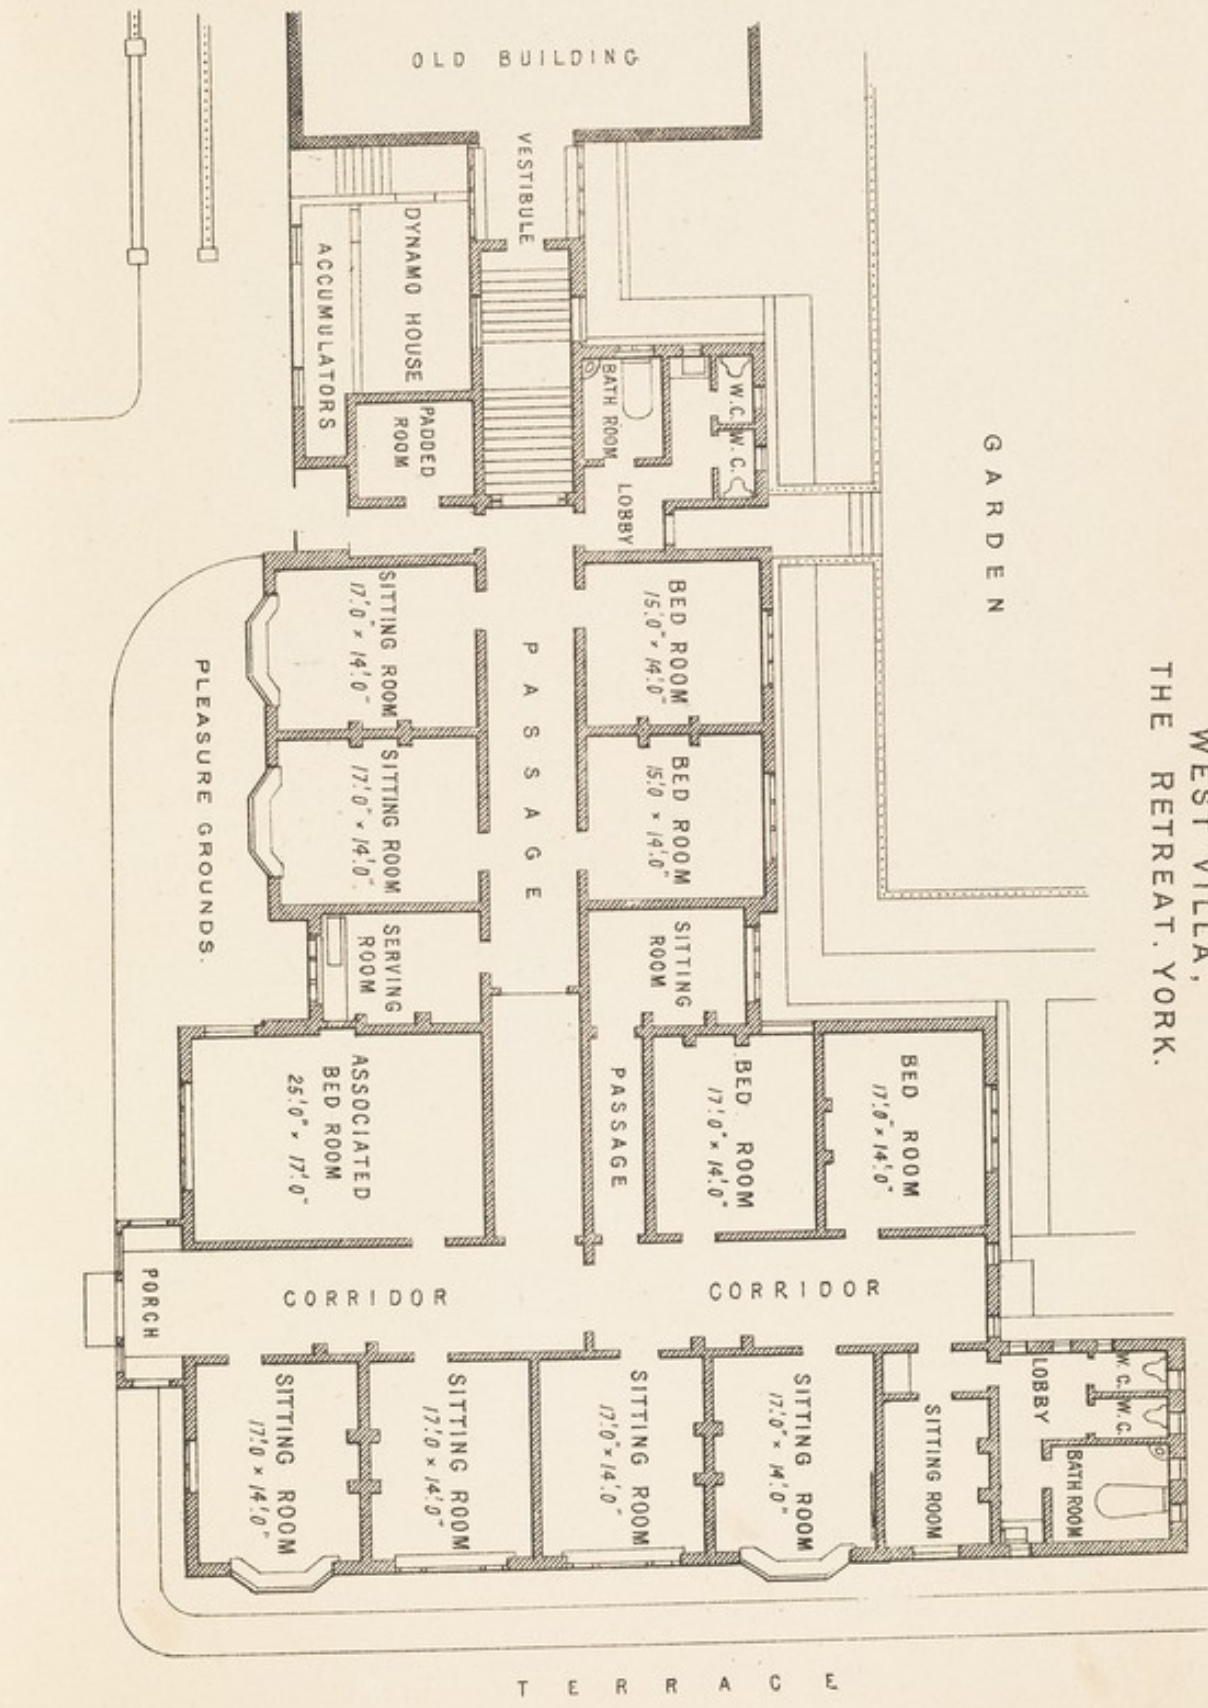 WEST VILLA,
THE RETREAT. YORK.
OLD BUILDING
VESTIBULE
DYNAMO HOUSE
ACCUMULATORS
PADDED
ROOM
BATH ROOM
W.C.
W.C.
LOBBY
GARDEN
SITTING ROOM
17'.0" × 14'.0"
BED ROOM
15'.0" × 14'.0"
PASSAGE
PLEASURE GROUNDS.
SITTING ROOM
17'.0" × 14'.0"
BED ROOM
15'.0 × 14'.0"
SERVING
ROOM
SITTING
ROOM
ASSOCIATED
BED ROOM
25'.0" × 17'.0"
PASSAGE
BED ROOM
17'.0" × 14'.0"
BED ROOM
17'.0" × 14'.0"
PORCH
CORRIDOR
CORRIDOR
SITTING ROOM
17'.0 × 14'.0"
SITTING ROOM
17'.0 × 14'.0"
SITTING ROOM
17'.0" × 14'.0"
SITTING ROOM
17'.0" × 14'.0"
SITTING ROOM
LOBBY
W.C.
W.C.
BATH ROOM
TERRACE